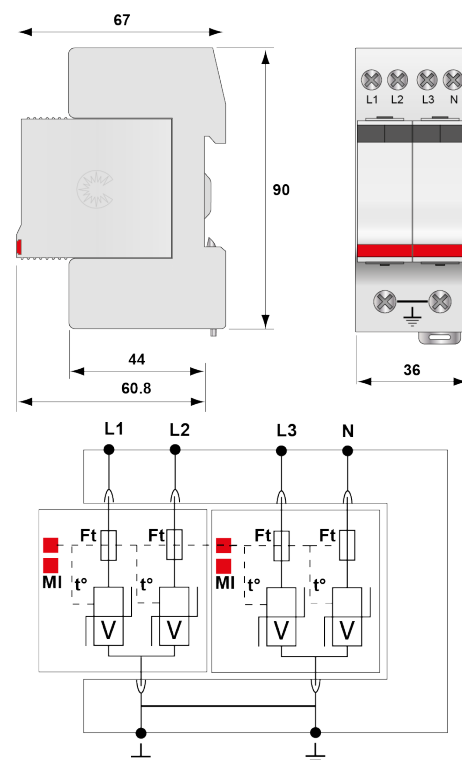 67
L1 L2 L3 N
90
44
60.8
36
L1 L2 L3 N
Ft Ft Ft Ft
MI t° t° MI t° t°
V V V V